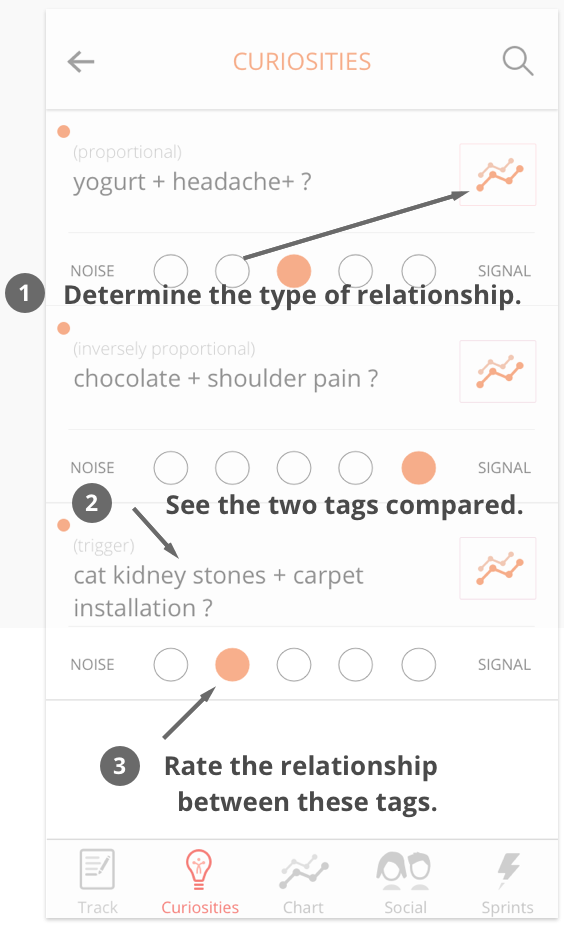 CURIOSITIES
(proportional)
yogurt + headache+ ?
NOISE SIGNAL
1 Determine the type of relationship.
(inversely proportional)
chocolate + shoulder pain ?
NOISE SIGNAL
2 See the two tags compared.
(trigger)
cat kidney stones + carpet
installation ?
NOISE SIGNAL
3 Rate the relationship
between these tags.
Track Curiosities Chart Social Sprints